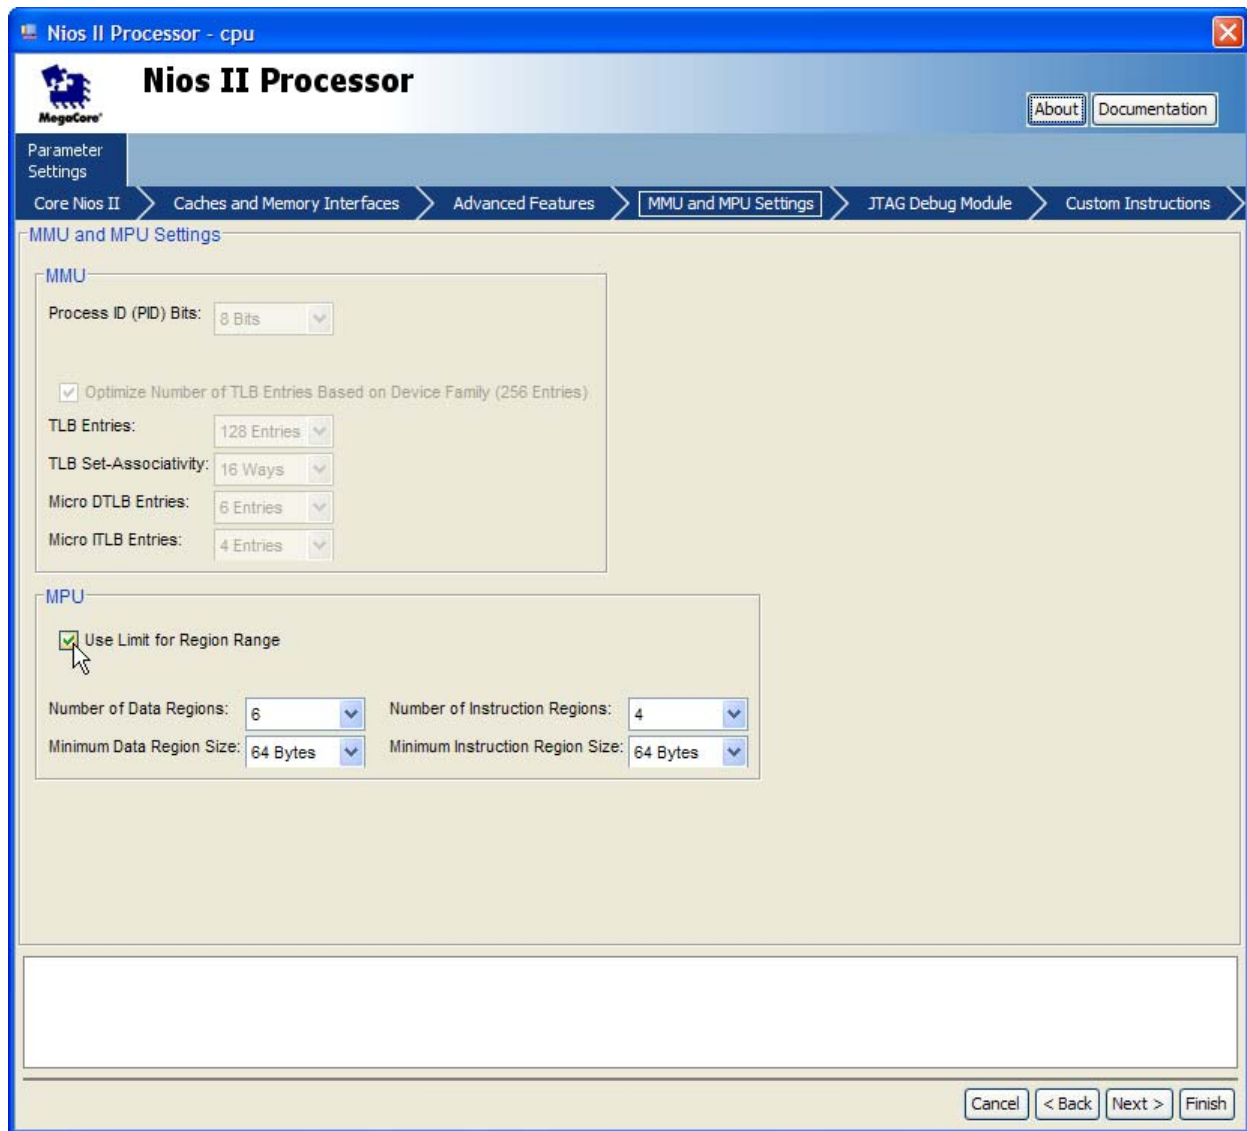 Nios II Processor - cpu
Nios II Processor
MegaCore®
About
Documentation
Parameter
Settings
Core Nios II
Caches and Memory Interfaces
Advanced Features
MMU and MPU Settings
JTAG Debug Module
Custom Instructions
MMU and MPU Settings
MMU
Process ID (PID) Bits: 8 Bits
Optimize Number of TLB Entries Based on Device Family (256 Entries)
TLB Entries: 128 Entries
TLB Set-Associativity: 16 Ways
Micro DTLB Entries: 6 Entries
Micro ITLB Entries: 4 Entries
MPU
Use Limit for Region Range
Number of Data Regions: 6 Number of Instruction Regions: 4
Minimum Data Region Size: 64 Bytes Minimum Instruction Region Size: 64 Bytes
Cancel
< Back
Next >
Finish